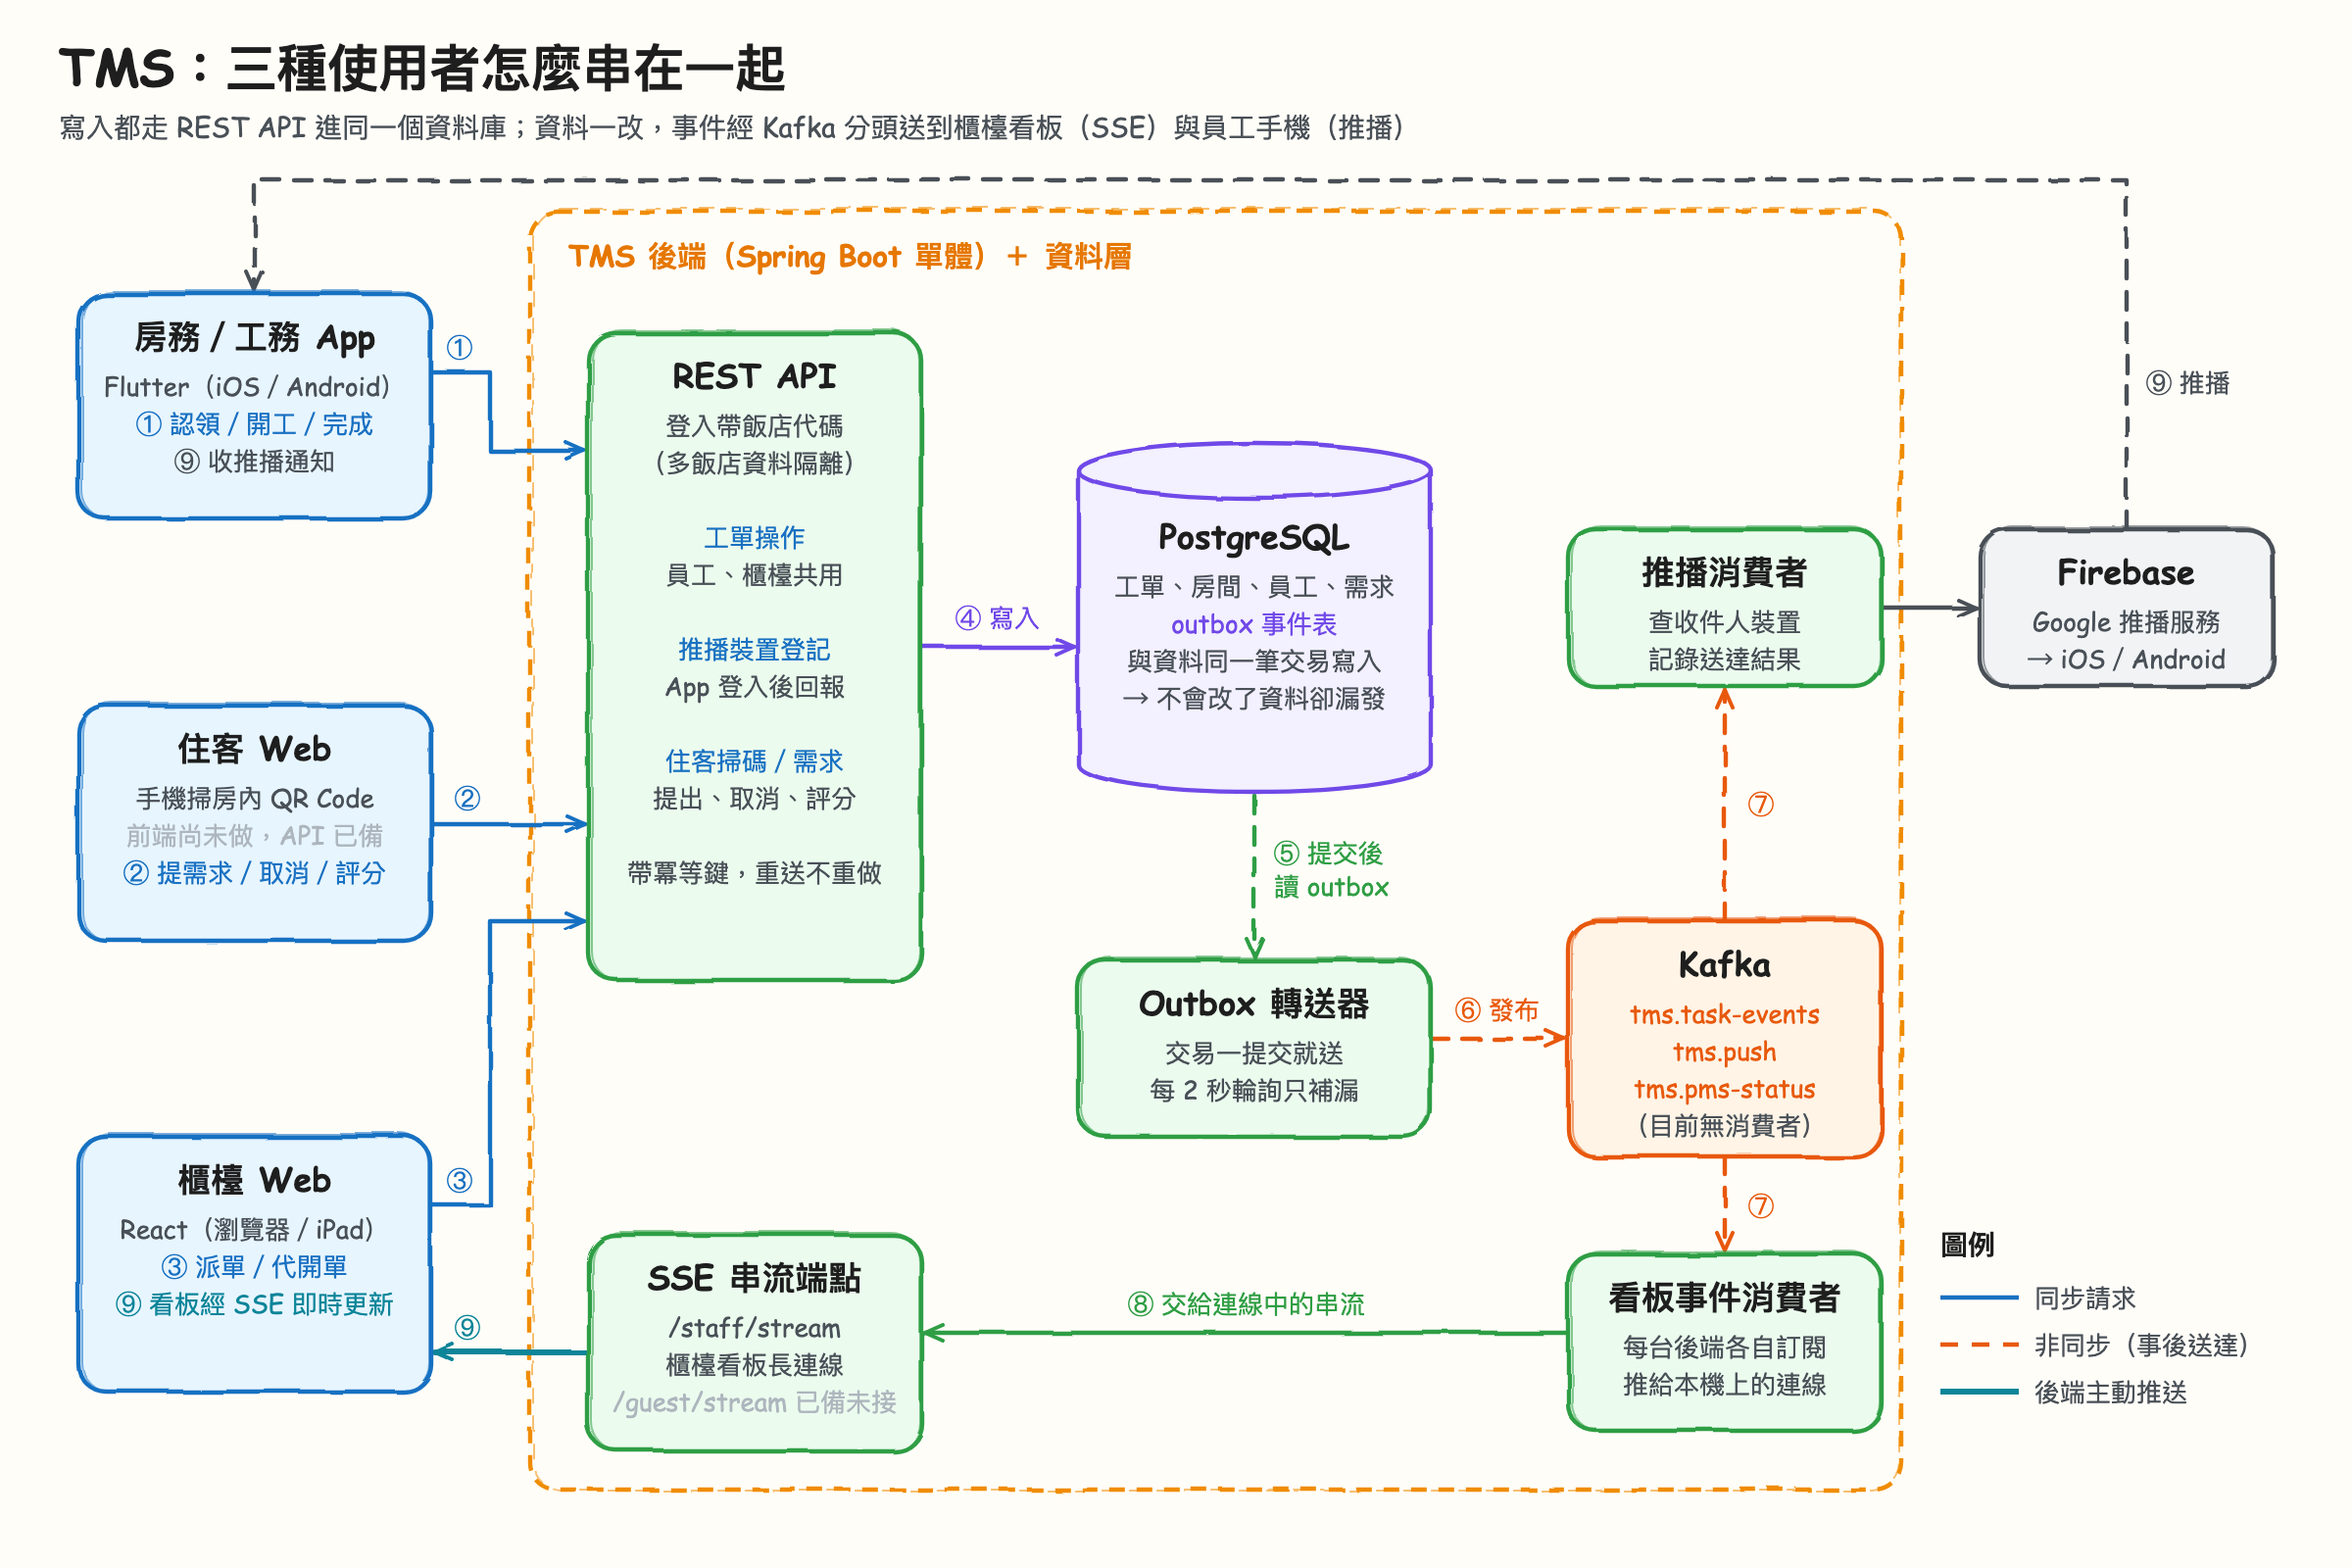 TMS：三種使用者怎麼串在一起
寫入都走 REST API 進同一個資料庫；資料一改，事件經 Kafka 分頭送到櫃檯看板（SSE）與員工手機（推播）
TMS 後端（Spring Boot 單體）＋ 資料層
房務 / 工務 App
Flutter（iOS / Android）
① 認領 / 開工 / 完成
⑨ 收推播通知
①
住客 Web
手機掃房內 QR Code
前端尚未做，API 已備
② 提需求 / 取消 / 評分
②
櫃檯 Web
React（瀏覽器 / iPad）
③ 派單 / 代開單
⑨ 看板經 SSE 即時更新
③
⑨
REST API
登入帶飯店代碼
（多飯店資料隔離）
工單操作
員工、櫃檯共用
推播裝置登記
App 登入後回報
住客掃碼 / 需求
提出、取消、評分
帶冪等鍵，重送不重做
④ 寫入
PostgreSQL
工單、房間、員工、需求
outbox 事件表
與資料同一筆交易寫入
→ 不會改了資料卻漏發
⑤ 提交後
讀 outbox
Outbox 轉送器
交易一提交就送
每 2 秒輪詢只補漏
⑥ 發布
Kafka
tms.task-events
tms.push
tms.pms-status
（目前無消費者）
⑦
推播消費者
查收件人裝置
記錄送達結果
Firebase
Google 推播服務
→ iOS / Android
⑨ 推播
⑦
看板事件消費者
每台後端各自訂閱
推給本機上的連線
⑧ 交給連線中的串流
SSE 串流端點
/staff/stream
櫃檯看板長連線
/guest/stream 已備未接
圖例
同步請求
非同步（事後送達）
後端主動推送